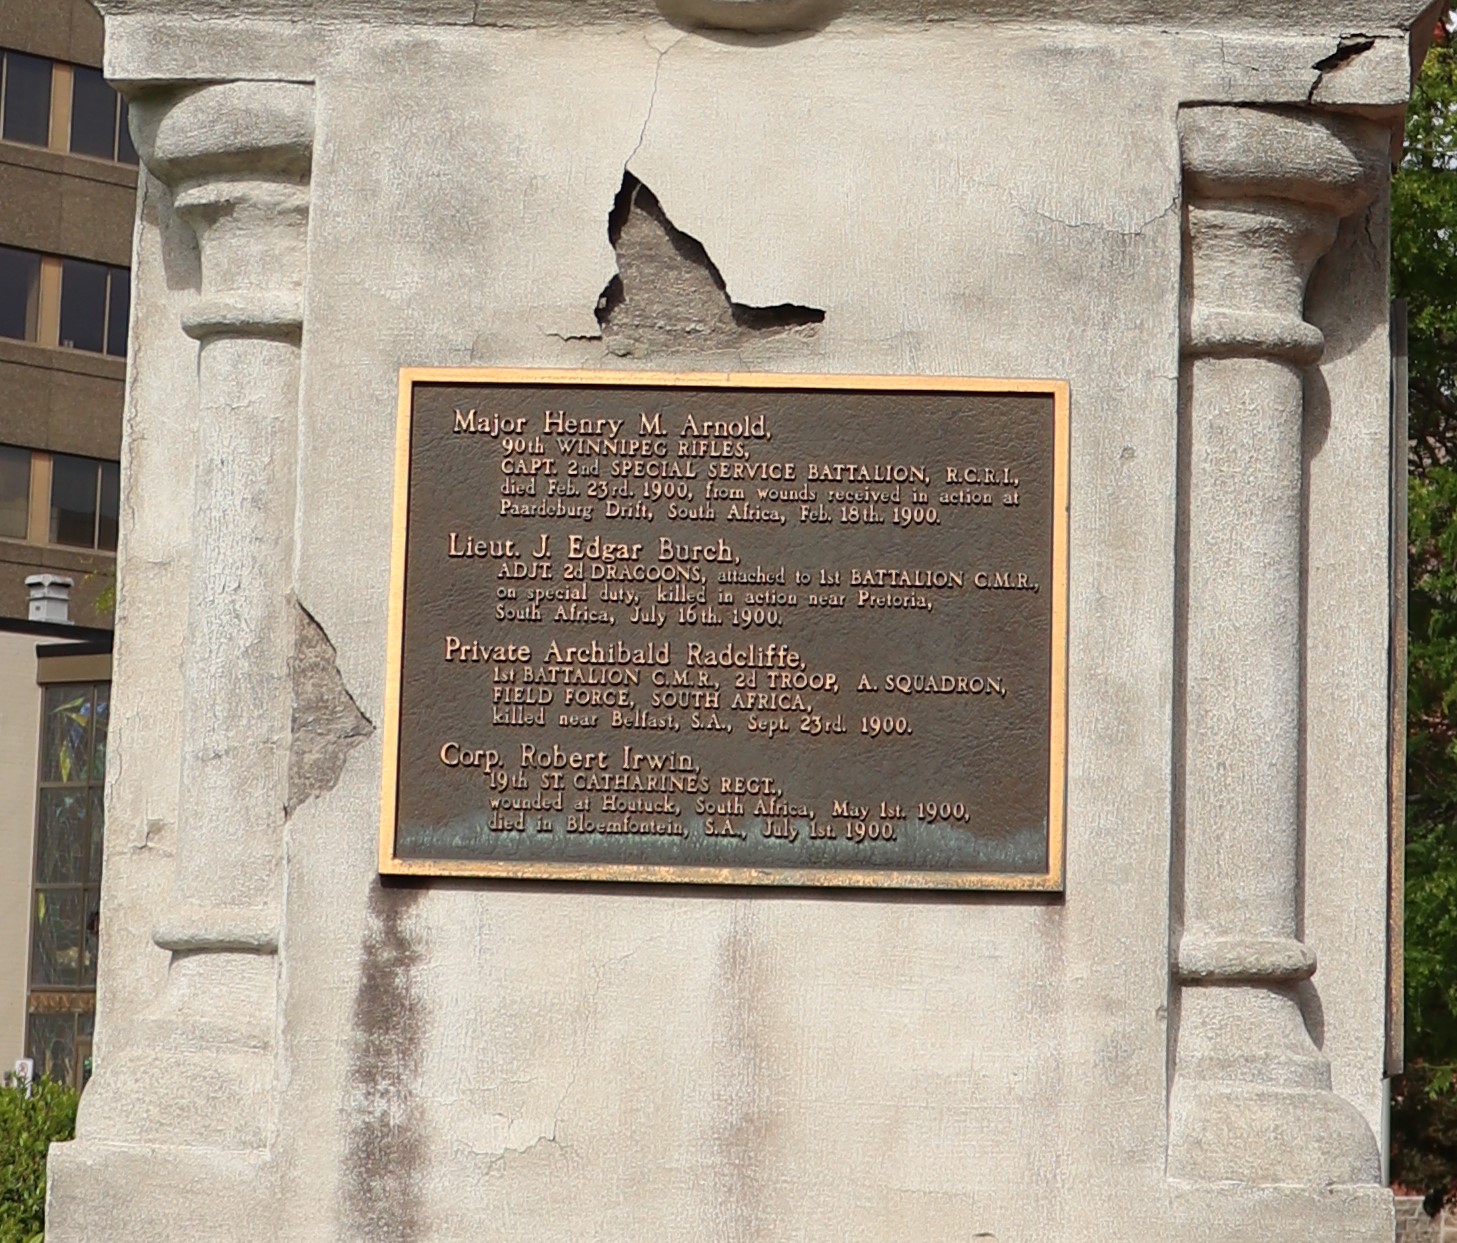 Major Henry M. Arnold,
90th WINNIPEG RIFLES,
CAPT. 2nd SPECIAL SERVICE BATTALION, R.C.R.I.,
died Feb. 23rd. 1900, from wounds received in action at
Paardeburg Drift, South Africa, Feb. 18th. 1900.
Lieut. J. Edgar Burch,
ADJT. 2d DRAGOONS, attached to 1st BATTALION C.M.R.,
on special duty, killed in action near Pretoria,
South Africa, July 16th. 1900.
Private Archibald Radcliffe,
1st BATTALION C.M.R., 2d TROOP, A. SQUADRON,
FIELD FORCE, SOUTH AFRICA,
killed near Belfast, S.A., Sept. 23rd. 1900.
Corp. Robert Irwin,
19th ST. CATHARINES REGT.,
wounded at Houtuck, South Africa, May 1st. 1900,
died in Bloemfontein, S.A., July 1st. 1900.